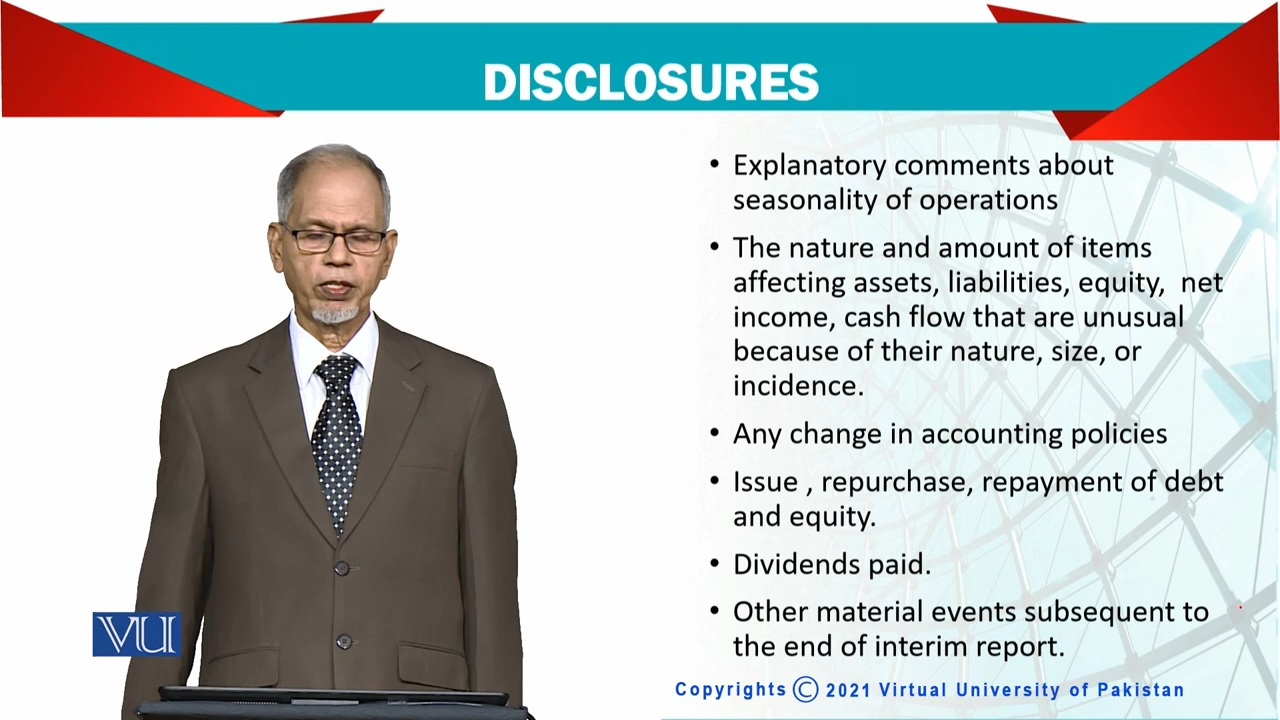 DISCLOSURES
• Explanatory comments about
seasonality of operations
• The nature and amount of items
affecting assets, liabilities, equity,  net
income, cash flow that are unusual
because of their nature, size, or
incidence.
• Any change in accounting policies
• Issue , repurchase, repayment of debt
and equity.
• Dividends paid.
• Other material events subsequent to
the end of interim report.
VU
Copyrights © 2021 Virtual University of Pakistan